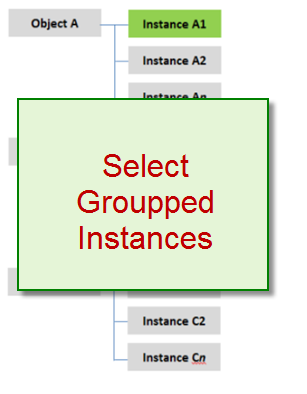 Object A
Instance A1
Instance A2
Instance An
Select
Groupped
Instances
Instance C2
Instance Cn